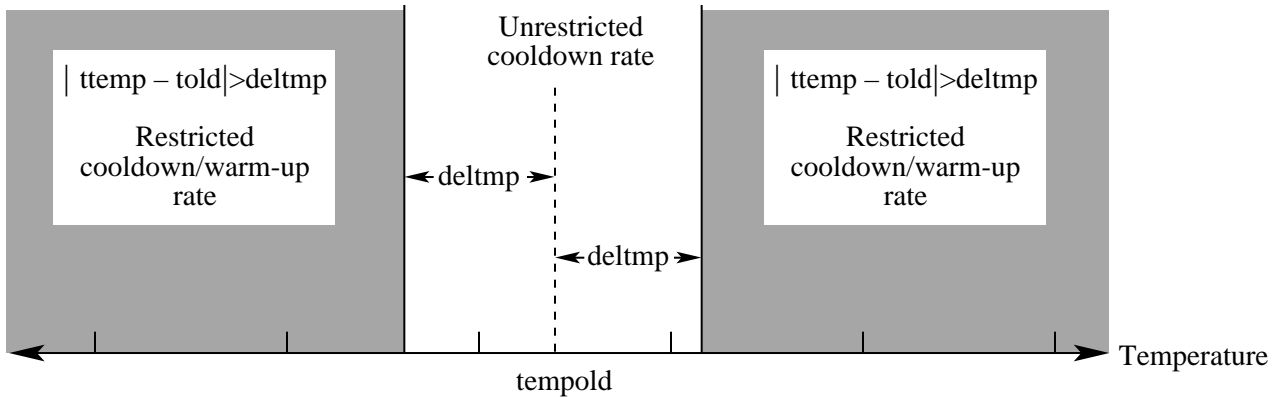 Unrestricted
cooldown rate
| ttemp – told|>deltmp
Restricted
cooldown/warm-up
rate
deltmp
deltmp
| ttemp – told|>deltmp
Restricted
cooldown/warm-up
rate
Temperature
tempold